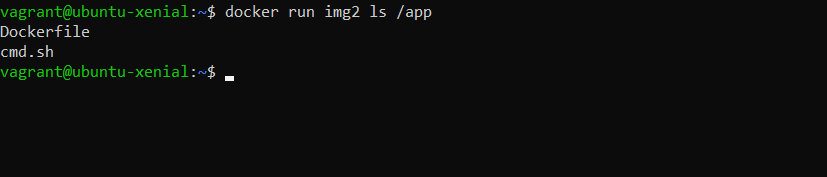 vagrant@ubuntu-xenial:~$ docker run img2 ls /app
Dockerfile
cmd.sh
vagrant@ubuntu-xenial:~$